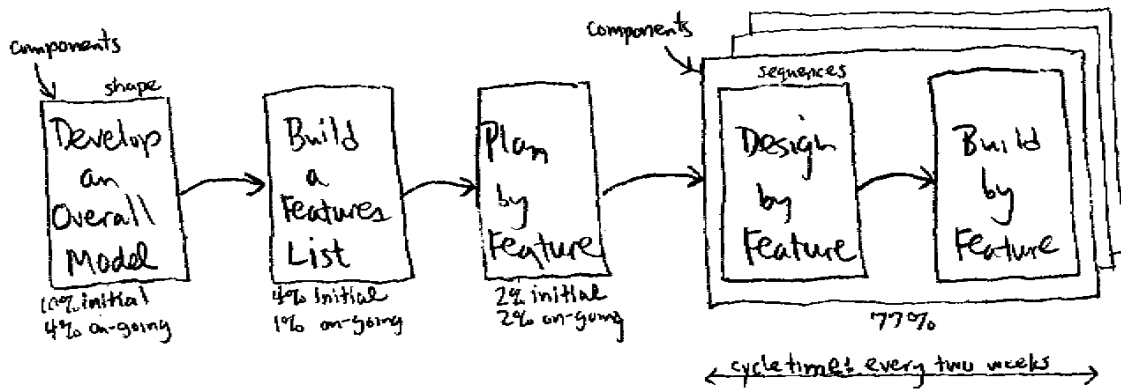 components
shape
Develop
an
Overall
Model
10% initial
4% on-going
Build
a
Features
List
4% initial
1% on-going
Plan
by
Feature
2% initial
2% on-going
components
sequences
Design
by
Feature
Build
by
Feature
77%
cycle time: every two weeks